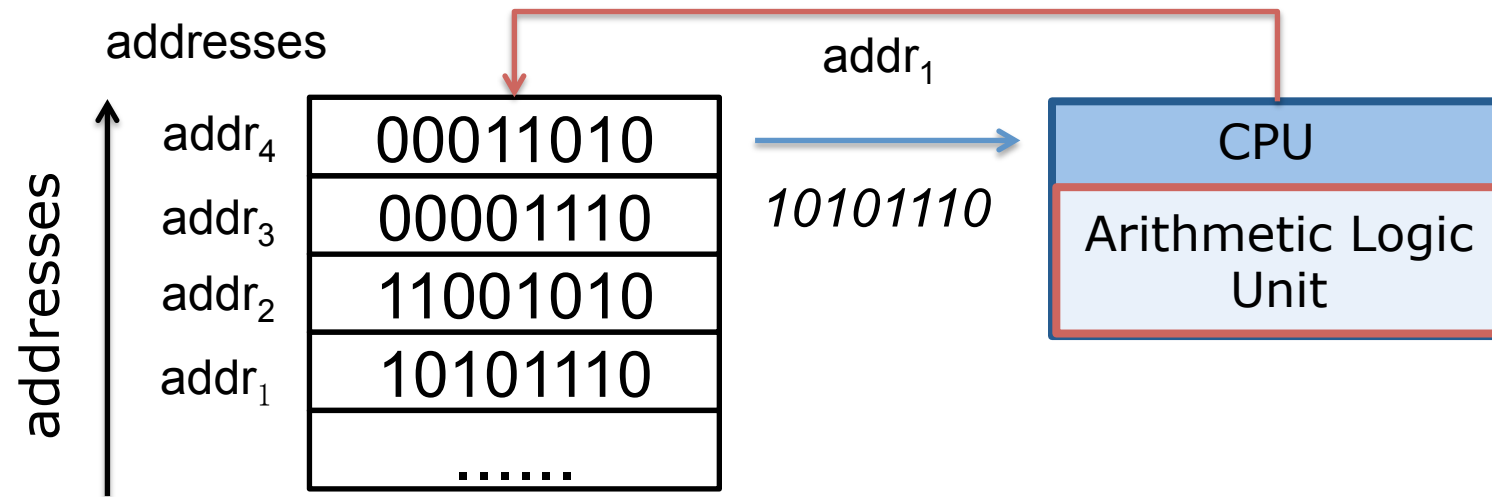 addresses
addr₁
addresses
addr₄ 00011010
addr₃ 00001110
addr₂ 11001010
addr₁ 10101110
......
10101110
CPU
Arithmetic Logic
Unit